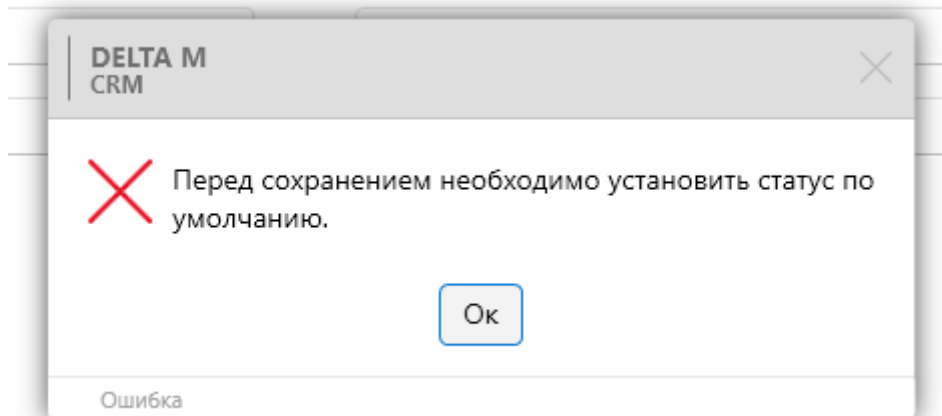 DELTA M
CRM
Перед сохранением необходимо установить статус по
умолчанию.
Ок
Ошибка